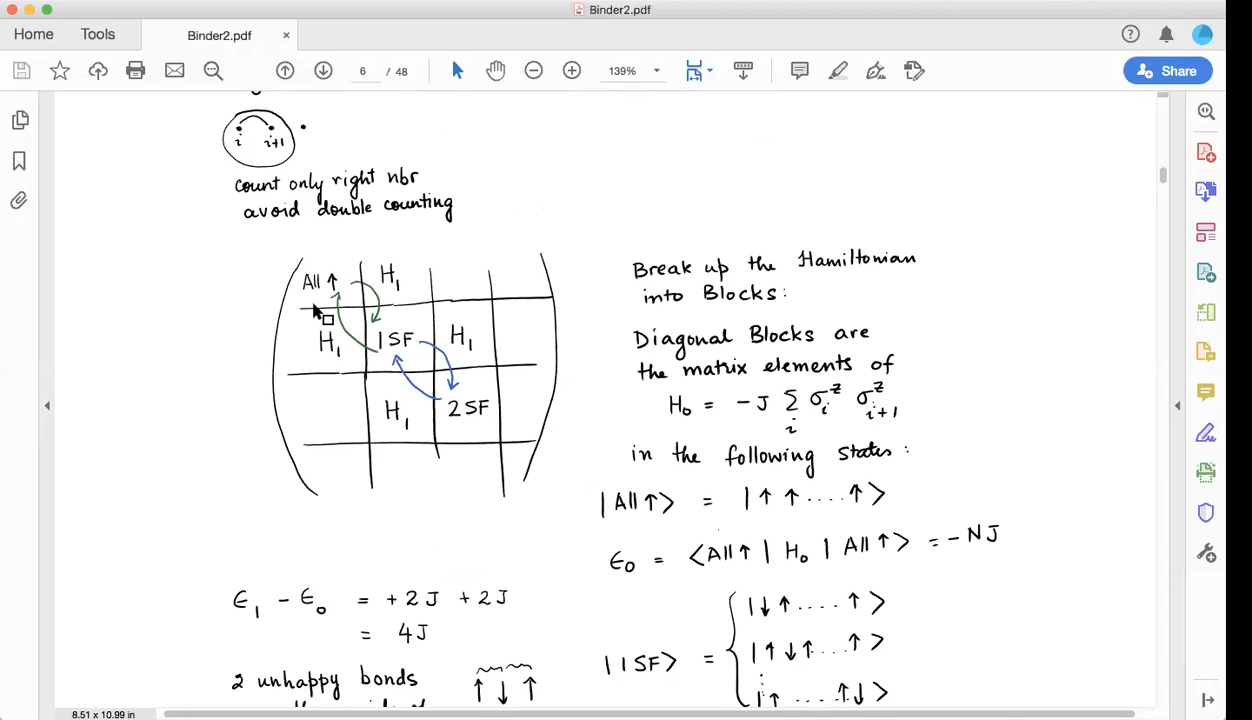 Binder2.pdf
Home
Tools
Binder2.pdf
×
6 / 48
139%
Share
i i+1
count only right nbr
avoid double counting
All ↑ H₁
H₁ 1 SF H₁
H₁ 2 SF
Break up the Hamiltonian
into Blocks:
Diagonal Blocks are
the matrix elements of
H₀ = -J Σᵢ σᵢᶻ σᵢ₊₁ᶻ
in the following states:
|All ↑> = |↑ ↑ .... ↑>
ϵ₀ = <All ↑ | H₀ | All ↑> = -NJ
ϵ₁ - ϵ₀ = +2J +2J
= 4J
2 unhappy bonds
↑ ↓ ↑
|1 SF> =
|↓ ↑ .... ↑>
|↑ ↓ ↑ ... ↑>
⋮
|↑ .... ↑ ↓>
8.51 x 10.99 in